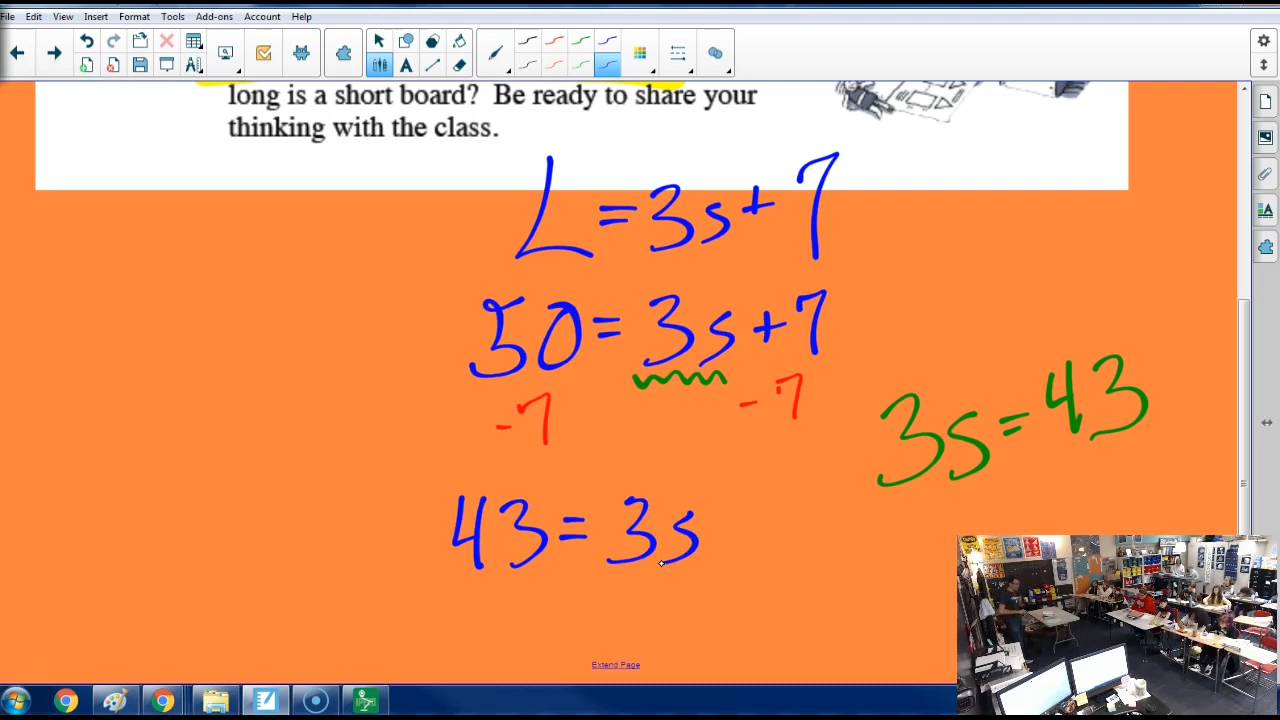 File Edit View Insert Format Tools Add-ons Account Help
long is a short board? Be ready to share your
thinking with the class.
L = 3s + 7
50 = 3s + 7
-7 -7
3s = 43
43 = 3s
Extend Page